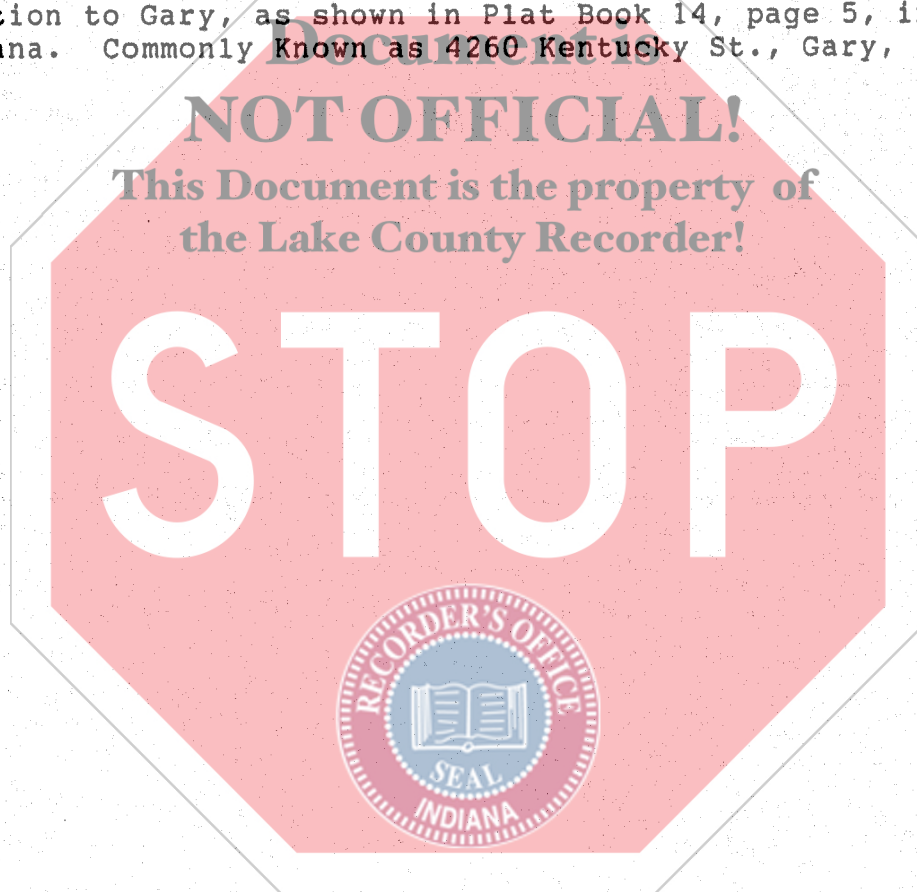 tion to Gary, as shown in Plat Book 14, page 5, i
na. Commonly Known as 4260 Kentucky St., Gary,
Document is
NOT OFFICIAL!
This Document is the property of
the Lake County Recorder!
STOP
RECORDER'S OFFICE
SEAL
INDIANA